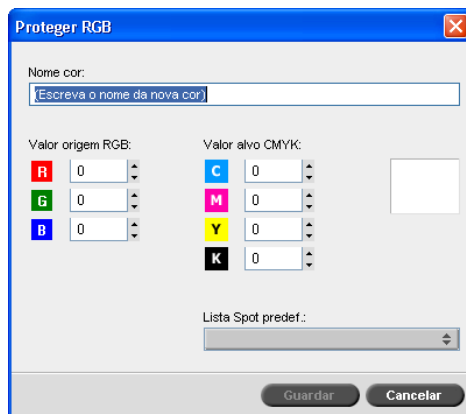 Proteger RGB
Nome cor:
(Escreva o nome da nova cor)
Valor origem RGB:
Valor alvo CMYK:
R 0
C 0
G 0
M 0
B 0
Y 0
K 0
Lista Spot predef.:
Guardar
Cancelar